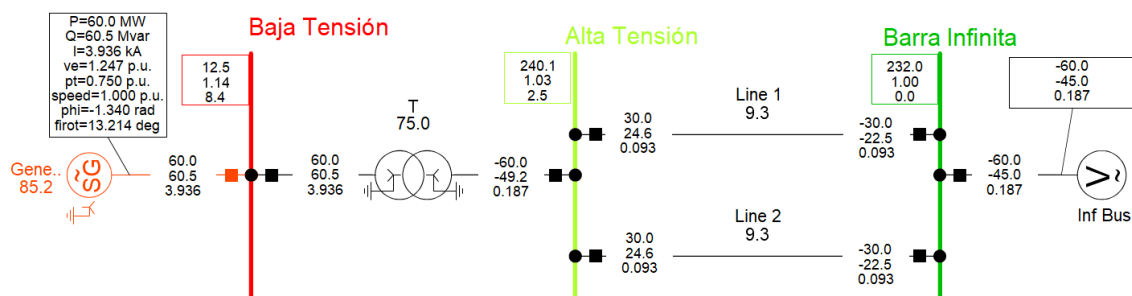 P=60.0 MW
Q=60.5 Mvar
I=3.936 kA
ve=1.247 p.u.
pt=0.750 p.u.
speed=1.000 p.u.
phi=-1.340 rad
firot=13.214 deg
Baja Tensión
12.5
1.14
8.4
Alta Tensión
240.1
1.03
2.5
Barra Infinita
232.0
1.00
0.0
-60.0
-45.0
0.187
Gene..
85.2
SG
~
60.0
60.5
3.936
60.0
60.5
3.936
T
75.0
-60.0
-49.2
0.187
30.0
24.6
0.093
Line 1
9.3
-30.0
-22.5
0.093
30.0
24.6
0.093
Line 2
9.3
-30.0
-22.5
0.093
-60.0
-45.0
0.187
V~
Inf Bus